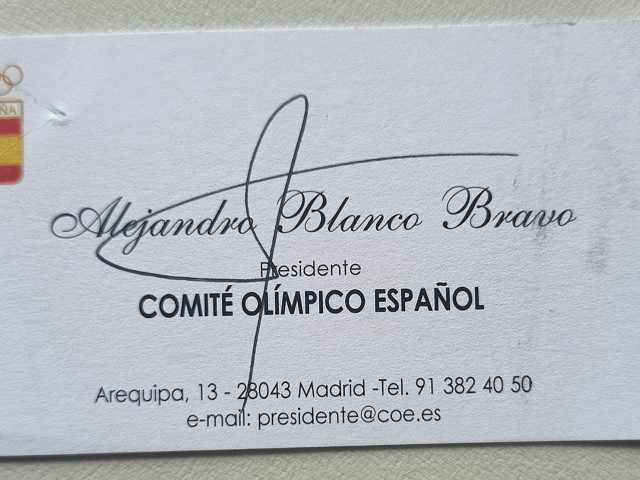 ÑA
Alejandro Blanco Bravo
Presidente
COMITÉ OLÍMPICO ESPAÑOL
Arequipa, 13 - 28043 Madrid -Tel. 91 382 40 50
e-mail: presidente@coe.es